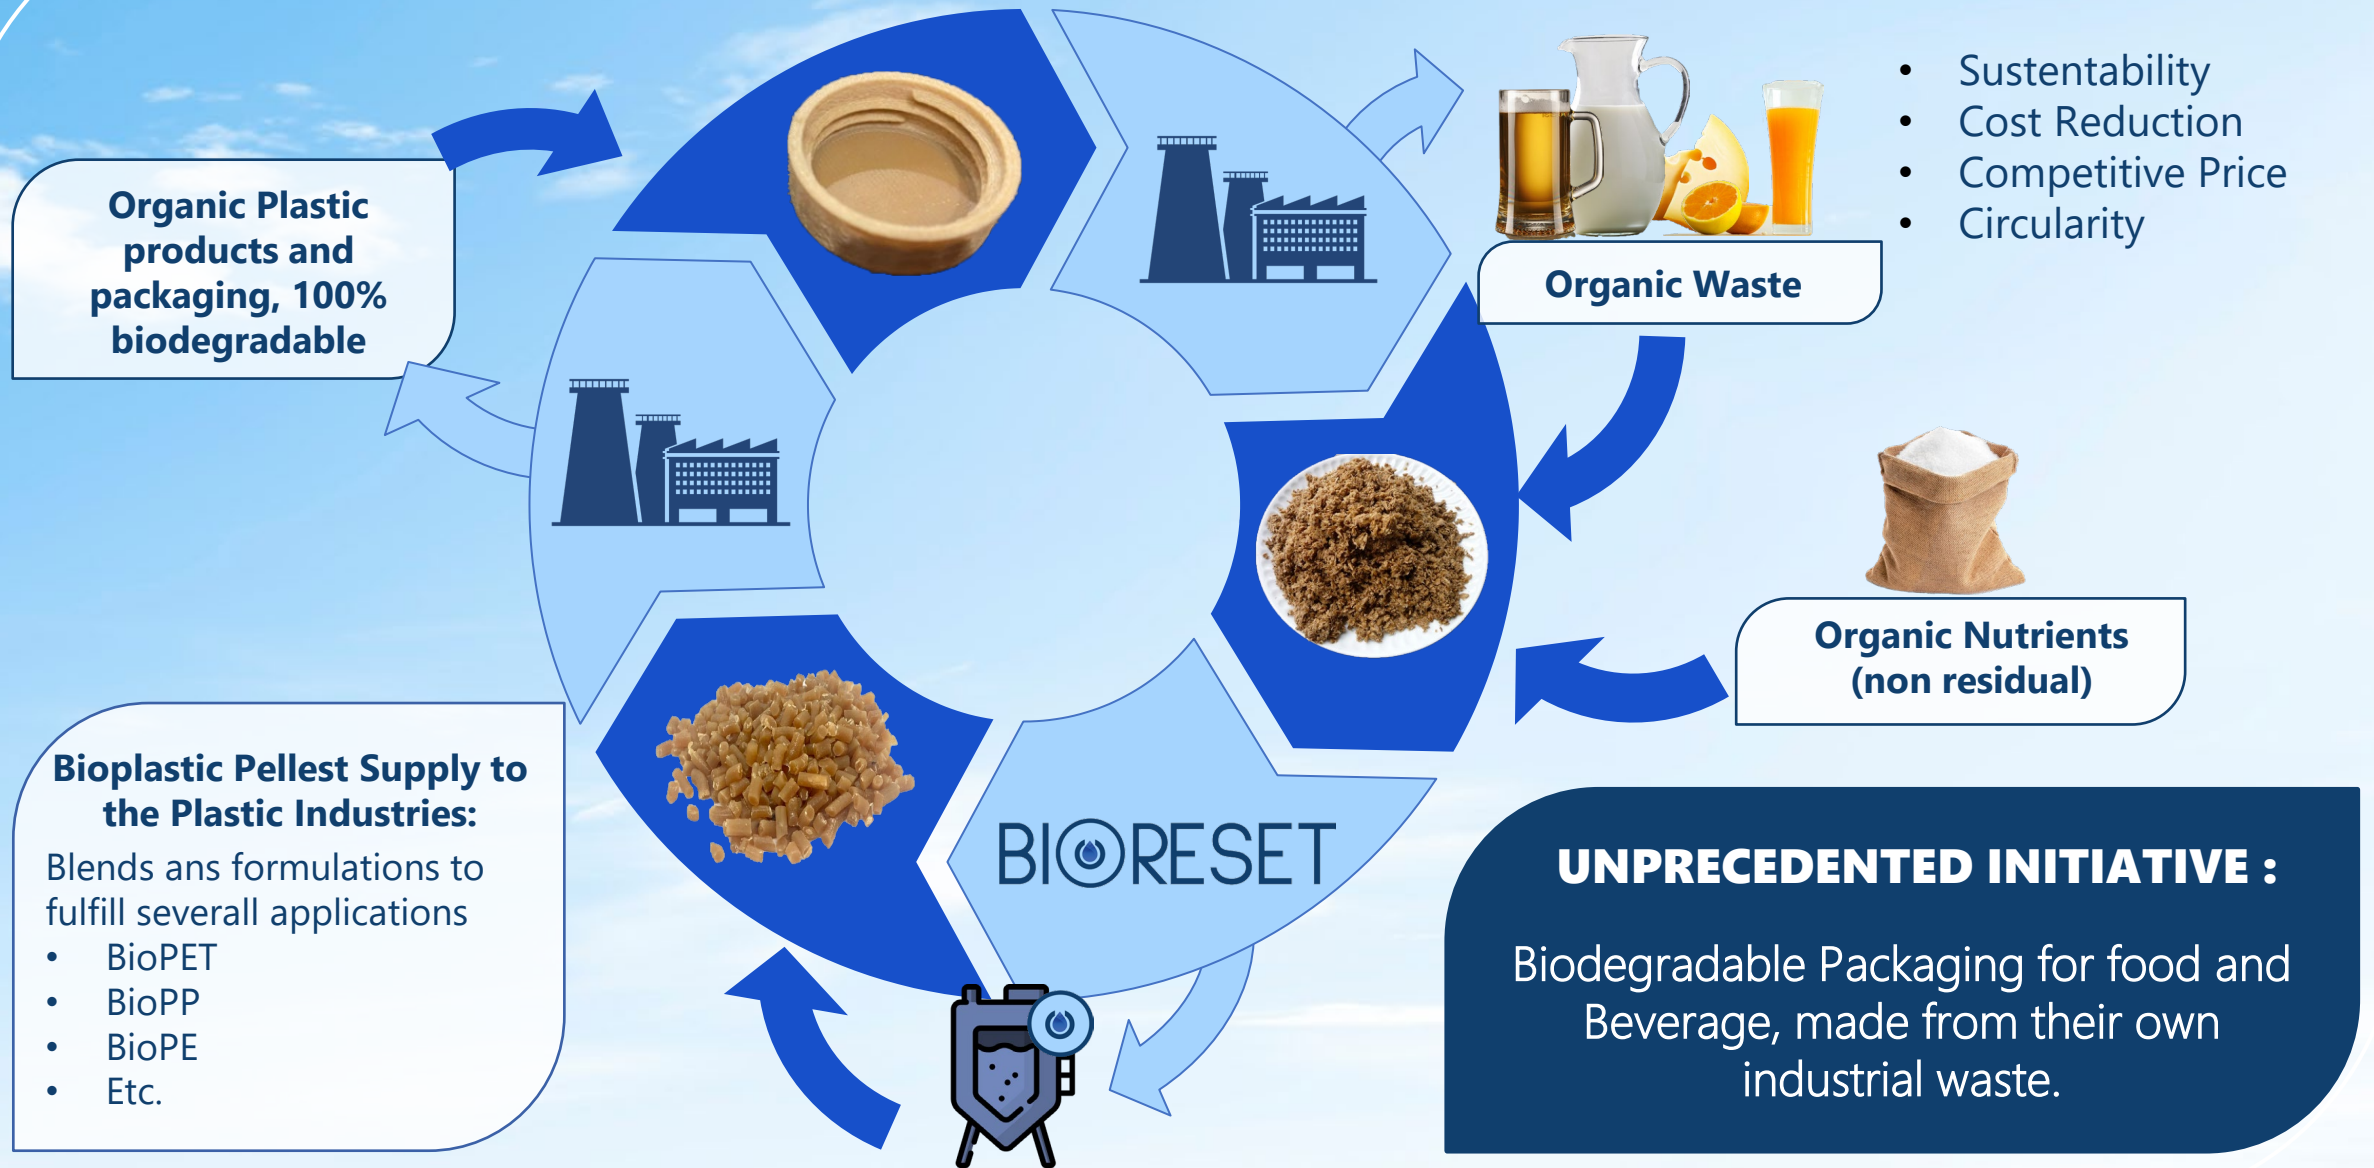 Organic Plastic
products and
packaging, 100%
biodegradable
• Sustentability
• Cost Reduction
• Competitive Price
• Circularity
Organic Waste
Organic Nutrients
(non residual)
Bioplastic Pellest Supply to
the Plastic Industries:
Blends ans formulations to
fulfill severall applications
• BioPET
• BioPP
• BioPE
• Etc.
BIORESET
UNPRECEDENTED INITIATIVE :
Biodegradable Packaging for food and
Beverage, made from their own
industrial waste.